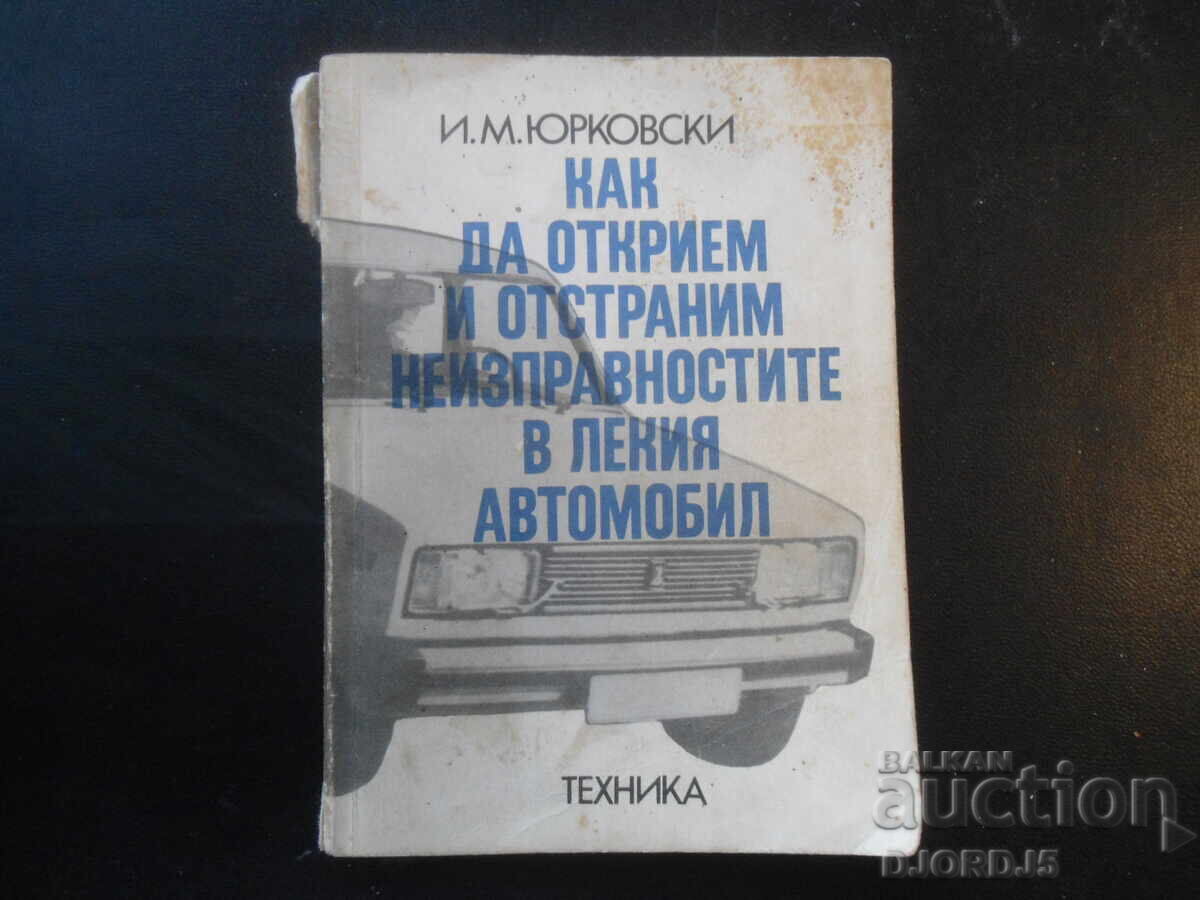 И.М.ЮРКОВСКИ
КАК
ДА ОТКРИЕМ
И ОТСТРАНИМ
НЕИЗПРАВНОСТИТЕ
В ЛЕКИЯ
АВТОМОБИЛ
ТЕХНИКА
BALKAN
auction
DJORDJ5